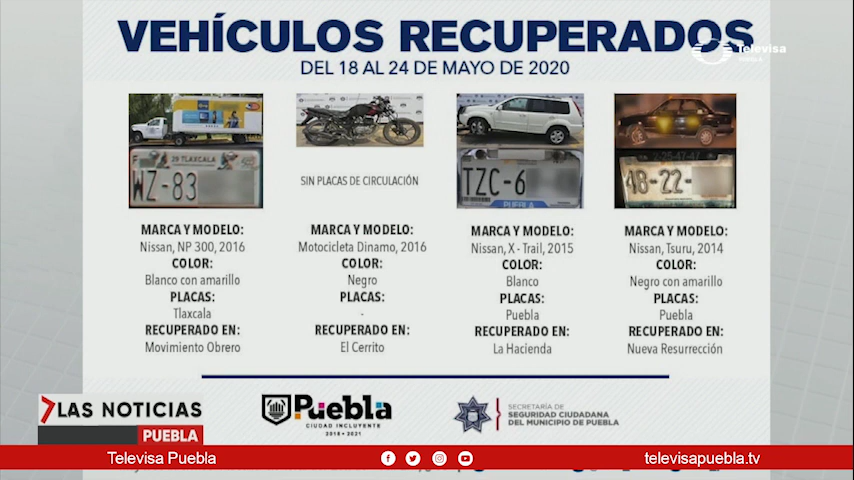 VEHÍCULOS RECUPERADOS
Televisa
PUEBLA
DEL 18 AL 24 DE MAYO DE 2020
F
29 TLAXCALA
WZ-83
SIN PLACAS DE CIRCULACIÓN
TZC-6
PUEBLA
2-25-47-47
48-22-
MARCA Y MODELO:
Nissan, NP 300, 2016
COLOR:
Blanco con amarillo
PLACAS:
Tlaxcala
RECUPERADO EN:
Movimiento Obrero
MARCA Y MODELO:
Motocicleta Dinamo, 2016
COLOR:
Negro
PLACAS:
-
RECUPERADO EN:
El Cerrito
MARCA Y MODELO:
Nissan, X - Trail, 2015
COLOR:
Blanco
PLACAS:
Puebla
RECUPERADO EN:
La Hacienda
MARCA Y MODELO:
Nissan, Tsuru, 2014
COLOR:
Negro con amarillo
PLACAS:
Puebla
RECUPERADO EN:
Nueva Resurrección
LAS NOTICIAS
PUEBLA
Puebla
CIUDAD INCLUYENTE
2018 - 2021
SECRETARÍA DE
SEGURIDAD CIUDADANA
DEL MUNICIPIO DE PUEBLA
Televisa Puebla
televisapuebla.tv